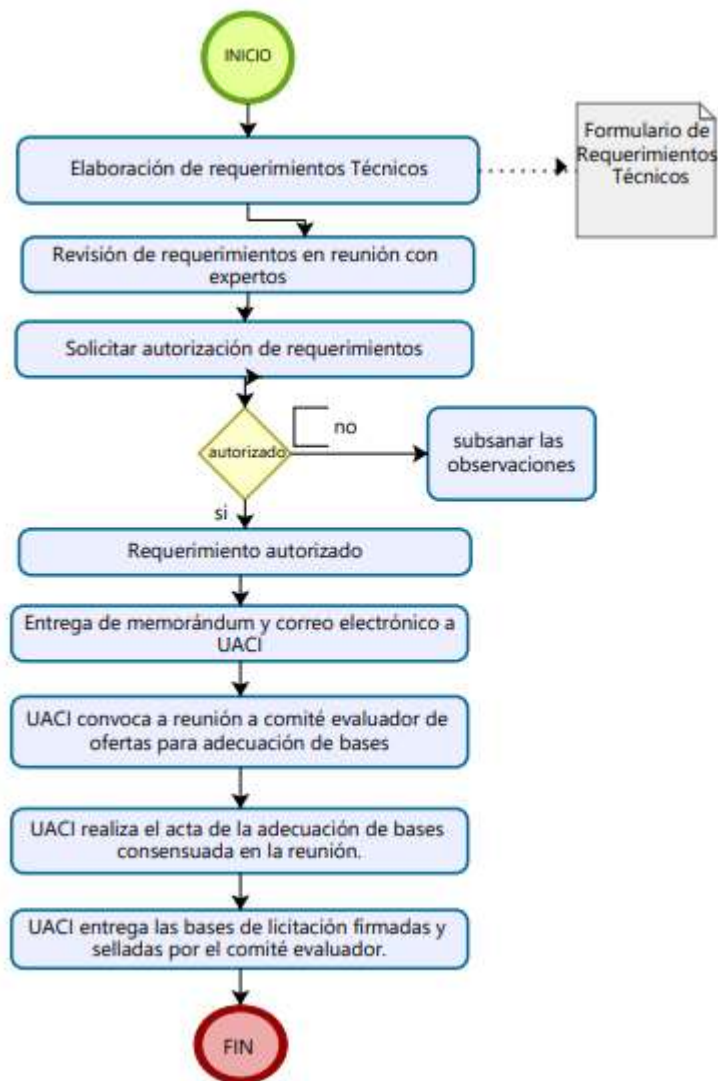 INICIO
Elaboración de requerimientos Técnicos
Formulario de
Requerimientos
Técnicos
Revisión de requerimientos en reunión con
expertos
Solicitar autorización de requerimientos
autorizado
no
subsanar las
observaciones
si
Requerimiento autorizado
Entrega de memorándum y correo electrónico a
UACI
UACI convoca a reunión a comité evaluador de
ofertas para adecuación de bases
UACI realiza el acta de la adecuación de bases
consensuada en la reunión.
UACI entrega las bases de licitación firmadas y
selladas por el comité evaluador.
FIN